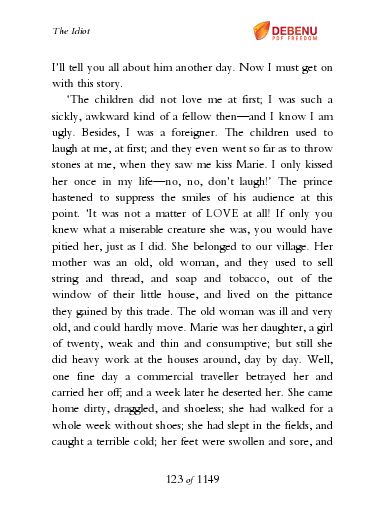 The Idiot
DEBENU
PDF FREEDOM
I'll tell you all about him another day. Now I must get on
with this story.
'The children did not love me at first; I was such a
sickly, awkward kind of a fellow then—and I know I am
ugly. Besides, I was a foreigner. The children used to
laugh at me, at first; and they even went so far as to throw
stones at me, when they saw me kiss Marie. I only kissed
her once in my life—no, no, don't laugh!' The prince
hastened to suppress the smiles of his audience at this
point. 'It was not a matter of LOVE at all! If only you
knew what a miserable creature she was, you would have
pitied her, just as I did. She belonged to our village. Her
mother was an old, old woman, and they used to sell
string and thread, and soap and tobacco, out of the
window of their little house, and lived on the pittance
they gained by this trade. The old woman was ill and very
old, and could hardly move. Marie was her daughter, a girl
of twenty, weak and thin and consumptive; but still she
did heavy work at the houses around, day by day. Well,
one fine day a commercial traveller betrayed her and
carried her off; and a week later he deserted her. She came
home dirty, draggled, and shoeless; she had walked for a
whole week without shoes; she had slept in the fields, and
caught a terrible cold; her feet were swollen and sore, and
123 of 1149